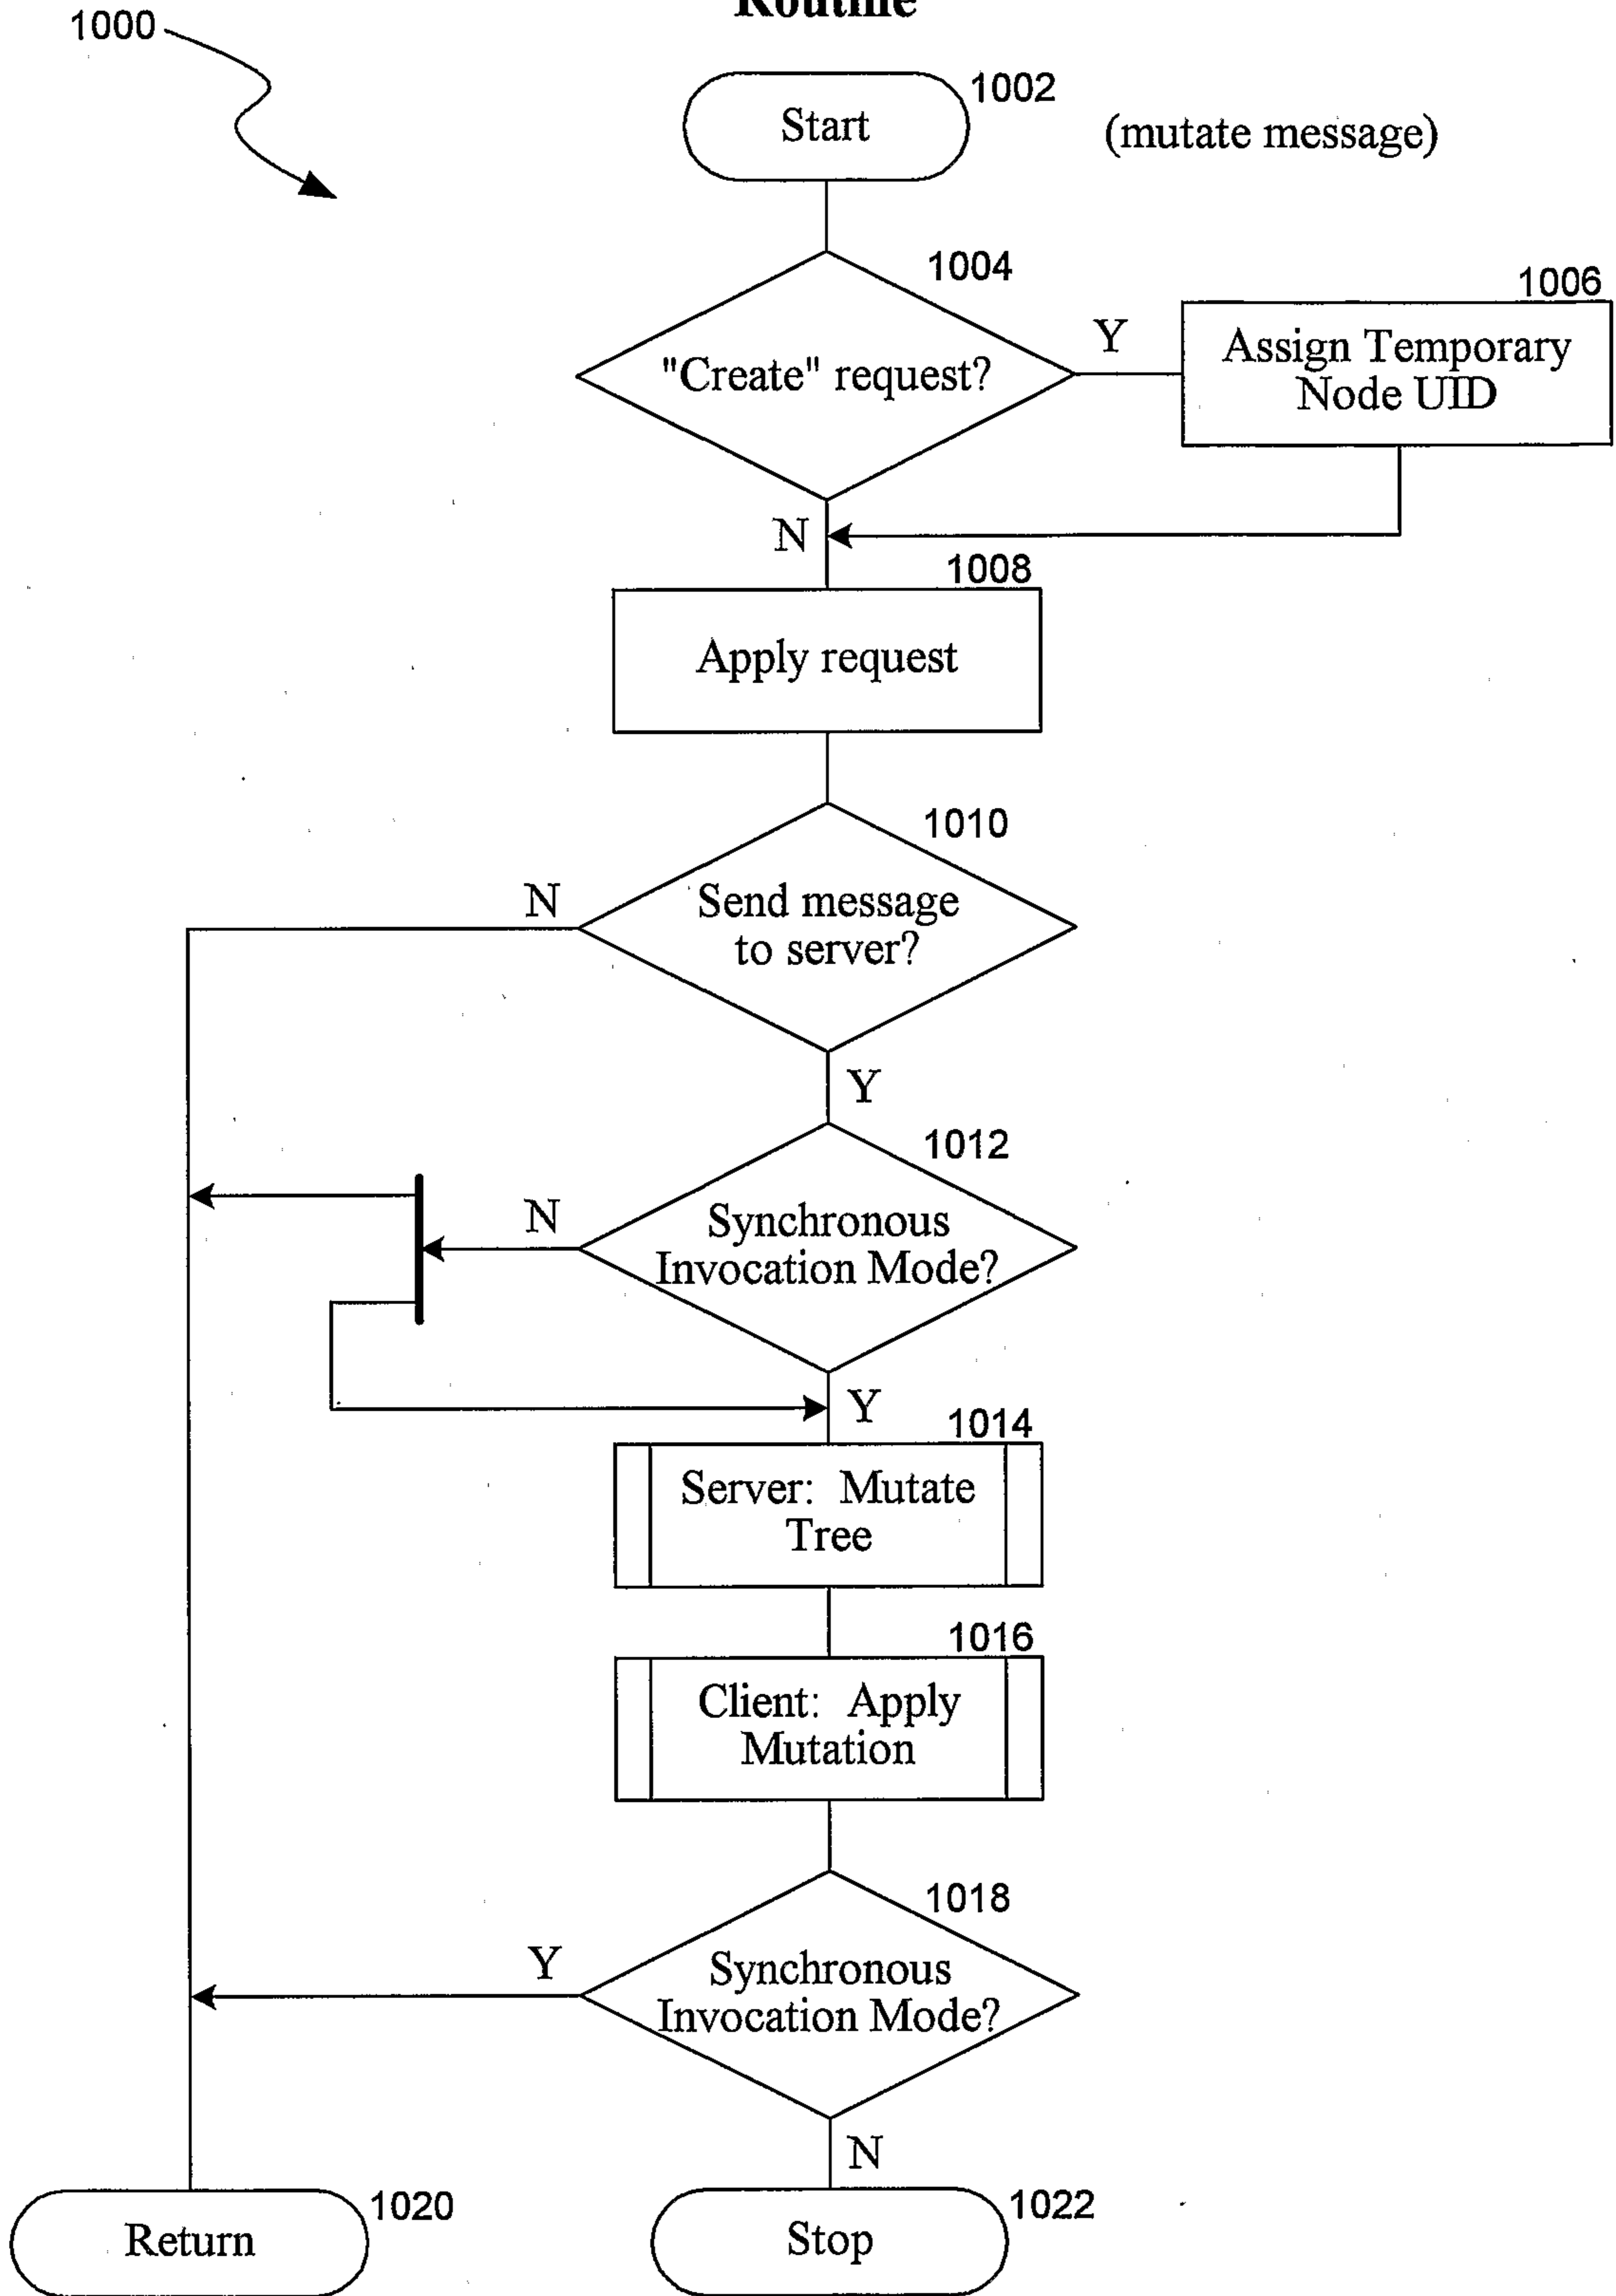 Routine
1000
Start
1002
(mutate message)
1004
"Create" request?
Y
1006
Assign Temporary
Node UID
N
1008
Apply request
1010
Send message
to server?
N
Y
1012
Synchronous
Invocation Mode?
N
Y
1014
Server: Mutate
Tree
1016
Client: Apply
Mutation
1018
Synchronous
Invocation Mode?
Y
N
1020
Return
1022
Stop